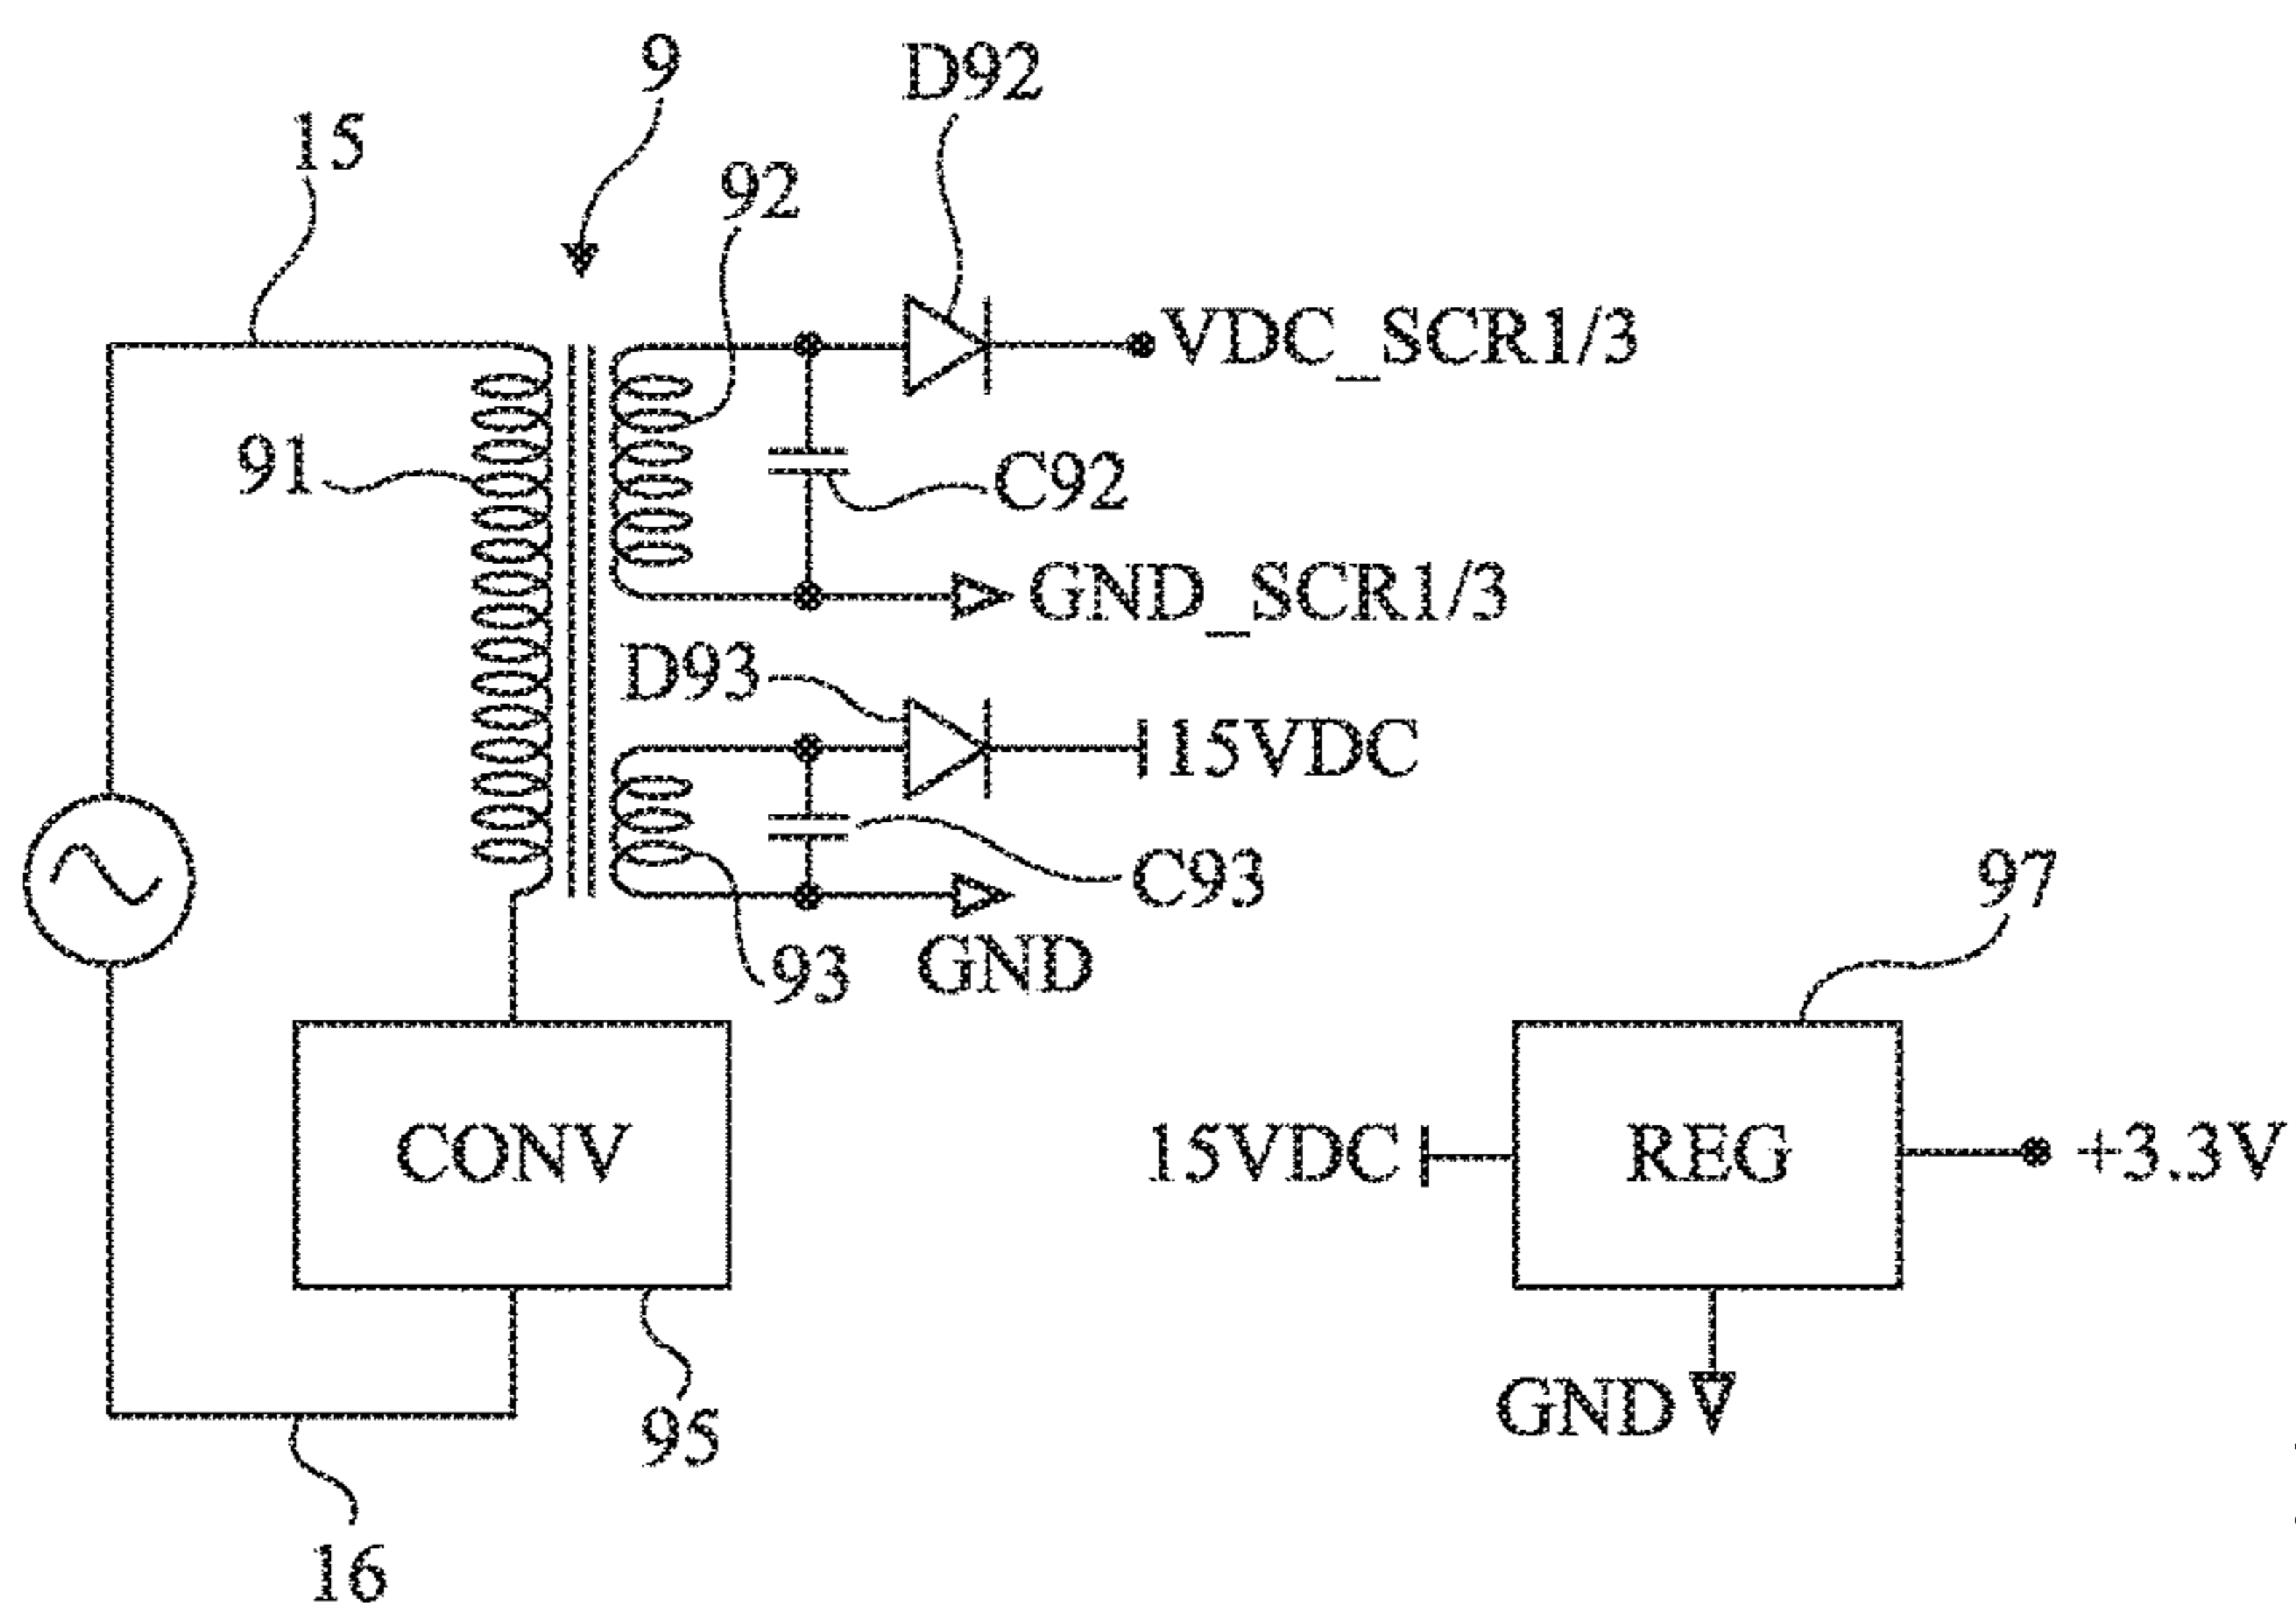 9
D92
15
92
VDC_SCR1/3
91
C92
GND_SCR1/3
D93
15VDC
C93
97
93
GND
CONV
15VDC
REG
+3.3V
GND
95
16